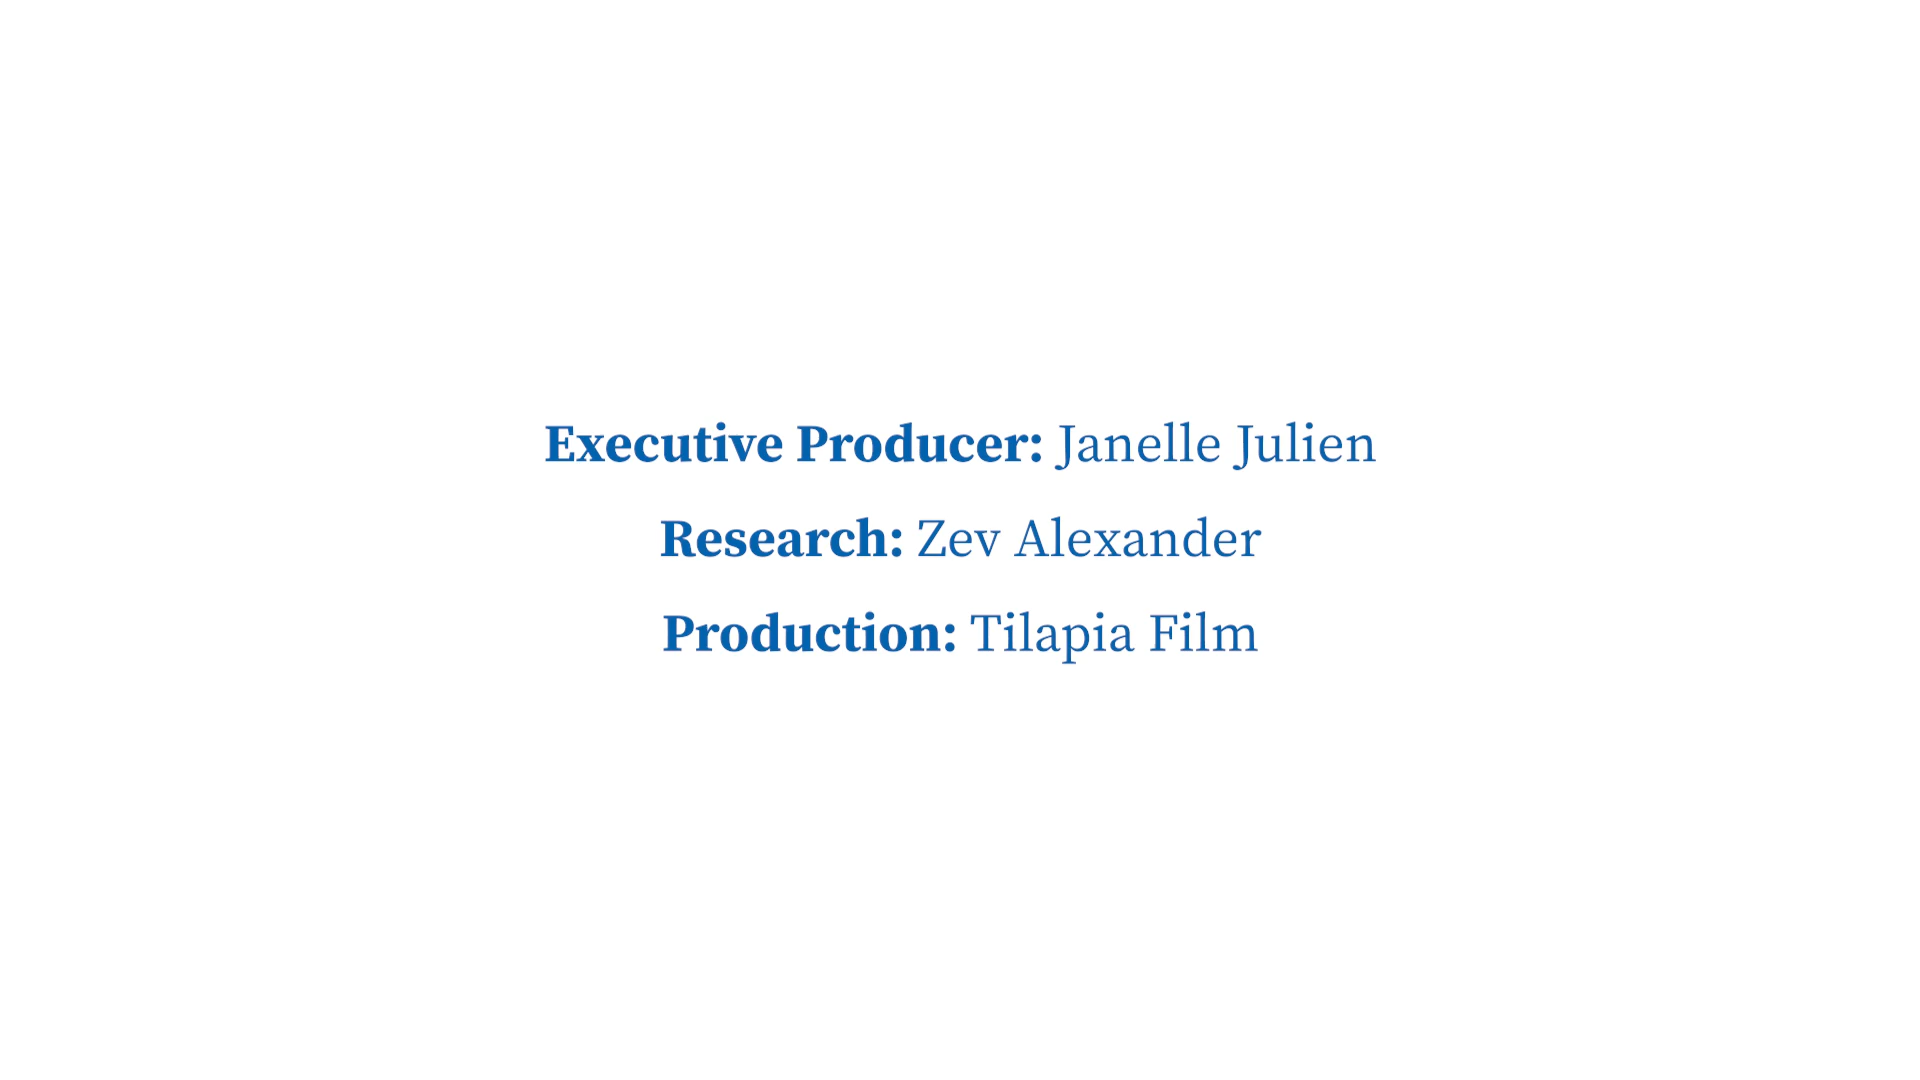 Executive Producer: Janelle Julien
Research: Zev Alexander
Production: Tilapia Film